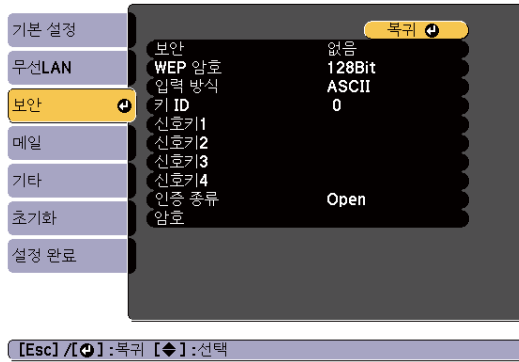 기본 설정
무선LAN
보안
메일
기타
초기화
설정 완료
복귀
보안 없음
WEP 암호 128Bit
입력 방식 ASCII
키 ID 0
신호키1
신호키2
신호키3
신호키4
인증 종류 Open
암호
[Esc] /[⏎] :복귀 [◆] :선택